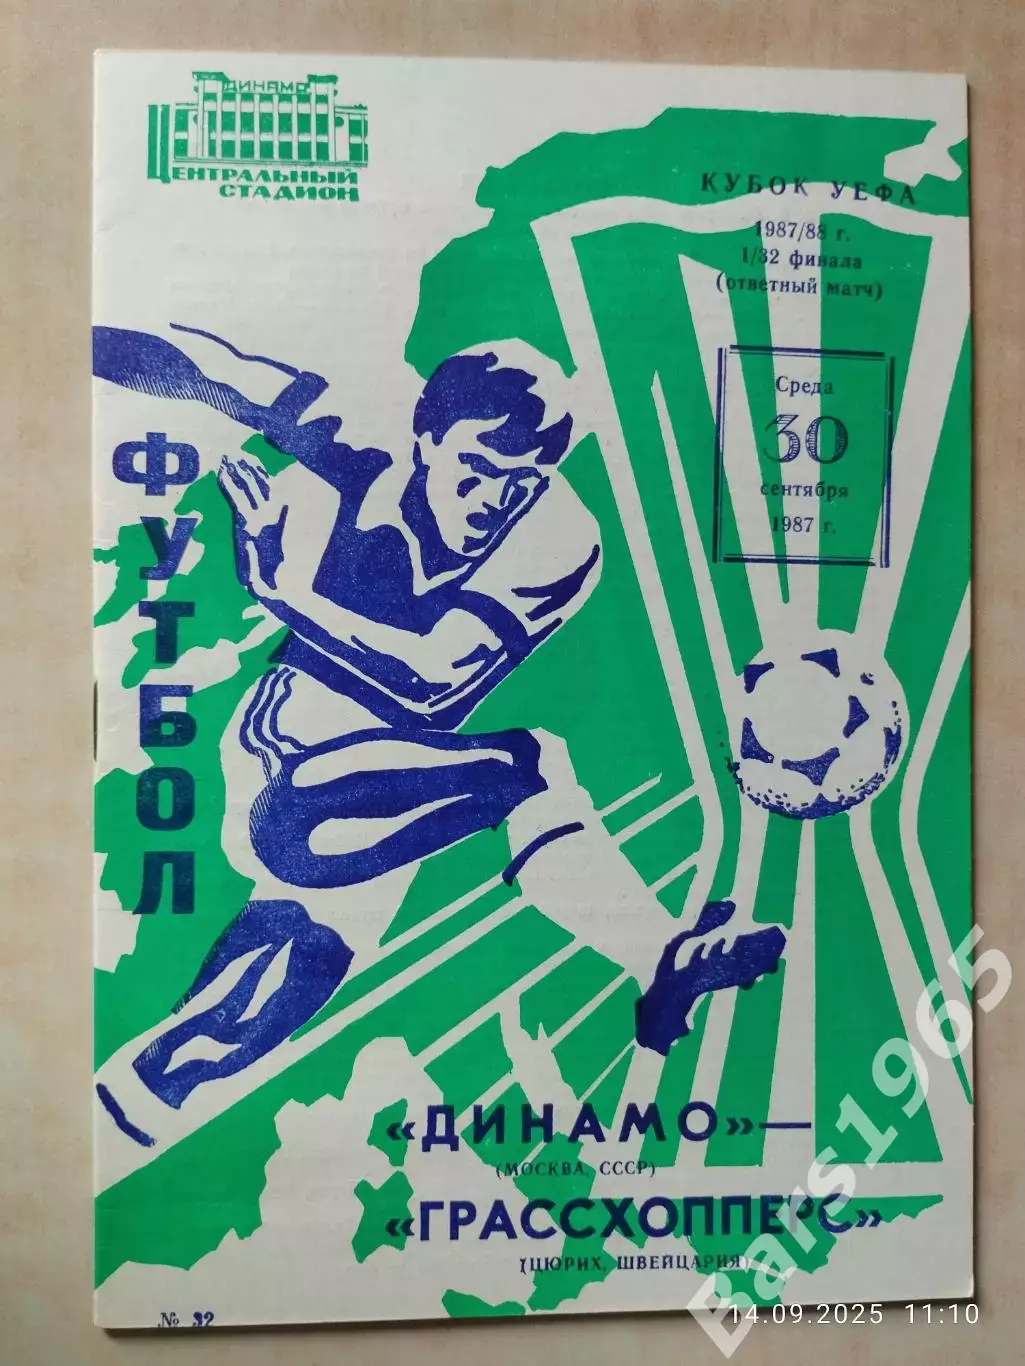 ДИНАМО
ЦЕНТРАЛЬНЫЙ
СТАДИОН
КУБОК УЕФА
1987/88 г.
1/32 финала
(ответный матч)
Среда
30
сентября
1987 г.
ФУТБОЛ
«ДИНАМО»—
(МОСКВА, СССР)
«ГРАССХОППЕРС»
(ЦЮРИХ, ШВЕЙЦАРИЯ)
№ 32
Bars1965
14.09.2025 11:10